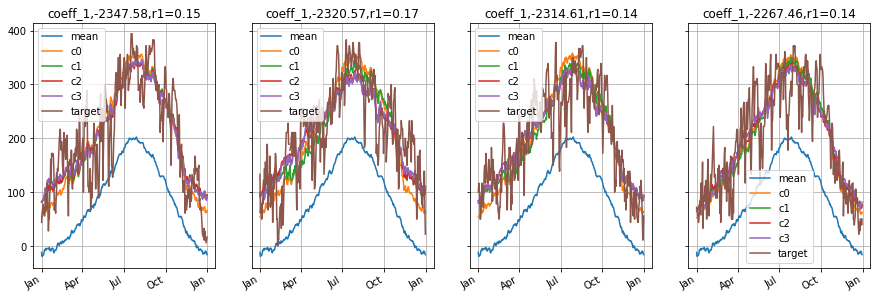 coeff_1,-2347.58,r1=0.15
coeff_1,-2320.57,r1=0.17
coeff_1,-2314.61,r1=0.14
coeff_1,-2267.46,r1=0.14
400
300
200
100
0
mean
c0
c1
c2
c3
target
mean
c0
c1
c2
c3
target
mean
c0
c1
c2
c3
target
mean
c0
c1
c2
c3
target
Jan
Apr
Jul
Oct
Jan
Jan
Apr
Jul
Oct
Jan
Jan
Apr
Jul
Oct
Jan
Jan
Apr
Jul
Oct
Jan